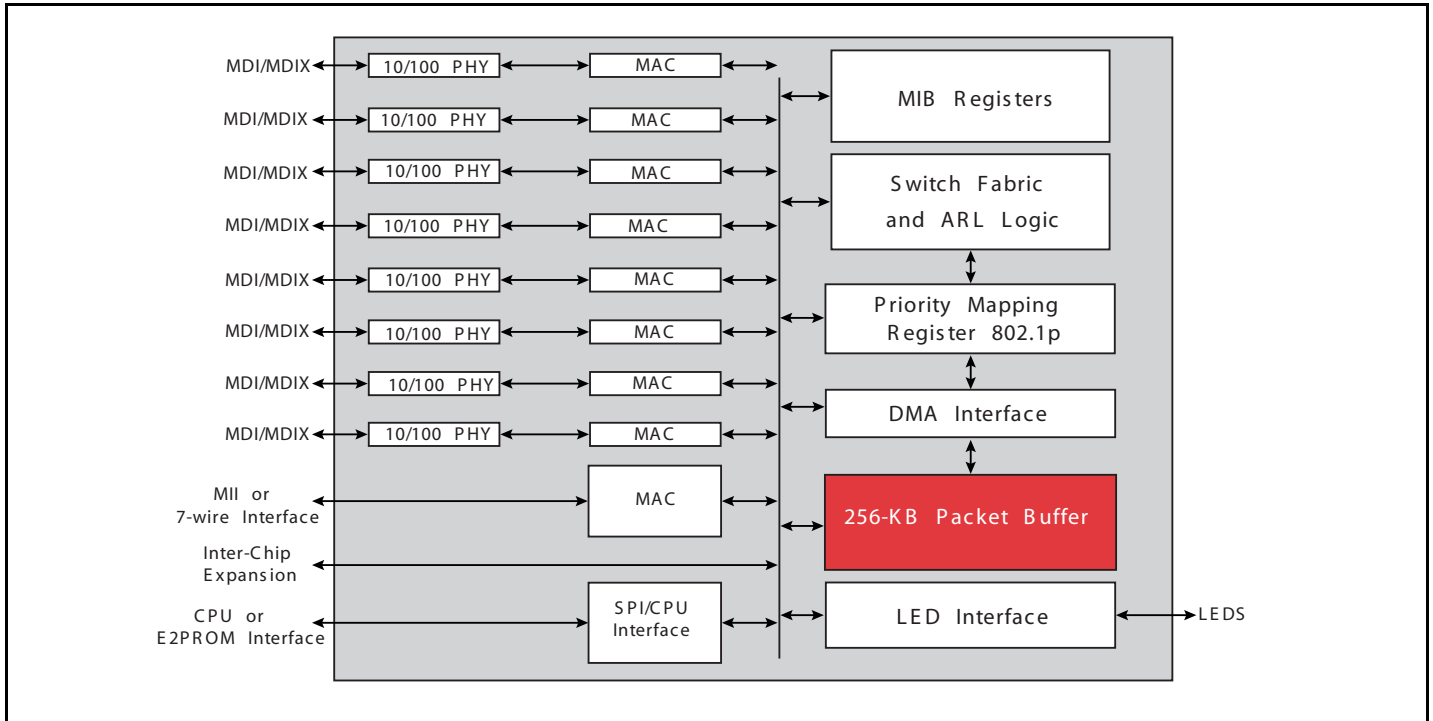 MDI/MDIX 10/100 PHY MAC
MDI/MDIX 10/100 PHY MAC
MDI/MDIX 10/100 PHY MAC
MDI/MDIX 10/100 PHY MAC
MDI/MDIX 10/100 PHY MAC
MDI/MDIX 10/100 PHY MAC
MDI/MDIX 10/100 PHY MAC
MDI/MDIX 10/100 PHY MAC
MII or
7-wire Interface
MAC
Inter-Chip
Expansion
CPU or
E2PROM Interface
SPI/CPU
Interface
MIB Registers
Switch Fabric
and ARL Logic
Priority Mapping
Register 802.1p
DMA Interface
256-KB Packet Buffer
LED Interface
LEDS